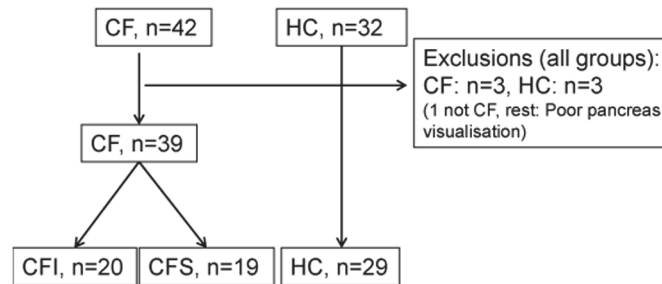 CF, n=42
HC, n=32
Exclusions (all groups):
CF: n=3, HC: n=3
(1 not CF, rest: Poor pancreas
visualisation)
CF, n=39
CFI, n=20
CFS, n=19
HC, n=29